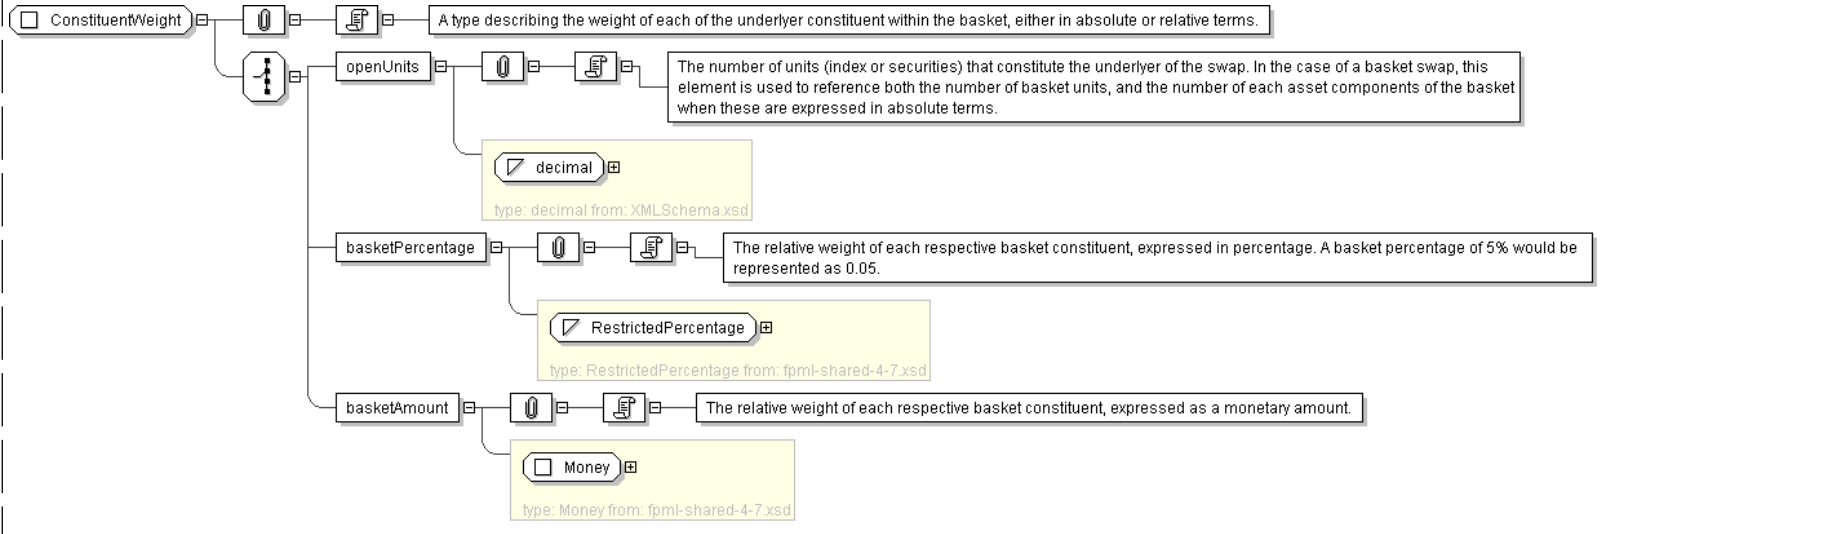 ConstituentWeight
A type describing the weight of each of the underlyer constituent within the basket, either in absolute or relative terms.
openUnits
The number of units (index or securities) that constitute the underlyer of the swap. In the case of a basket swap, this
element is used to reference both the number of basket units, and the number of each asset components of the basket
when these are expressed in absolute terms.
decimal
type: decimal from: XMLSchema.xsd
basketPercentage
The relative weight of each respective basket constituent, expressed in percentage. A basket percentage of 5% would be
represented as 0.05.
RestrictedPercentage
type: RestrictedPercentage from: fpml-shared-4-7.xsd
basketAmount
The relative weight of each respective basket constituent, expressed as a monetary amount.
Money
type: Money from: fpml-shared-4-7.xsd